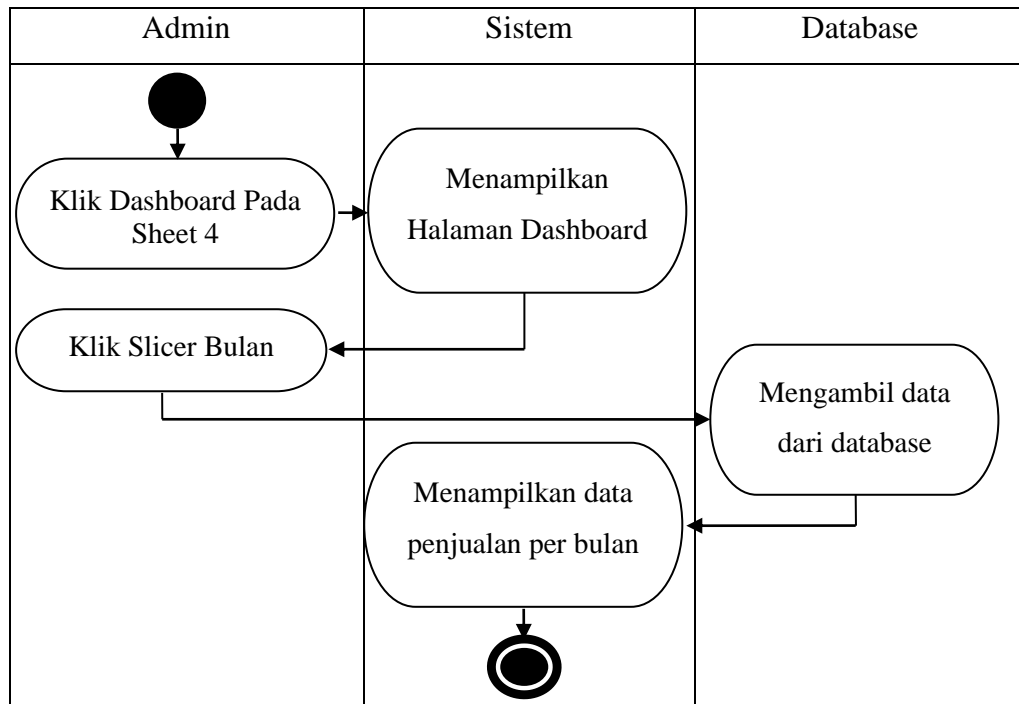 Admin
Sistem
Database
Klik Dashboard Pada
Sheet 4
Menampilkan
Halaman Dashboard
Klik Slicer Bulan
Mengambil data
dari database
Menampilkan data
penjualan per bulan